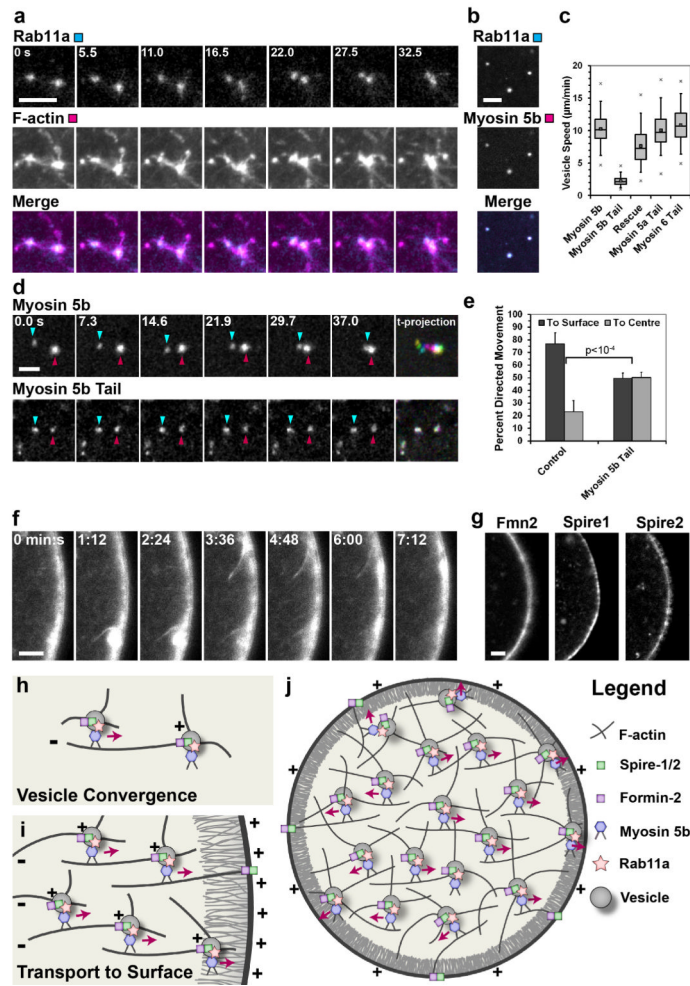 a
Rab11a
0 s 5.5 11.0 16.5 22.0 27.5 32.5
F-actin
Merge
b
Rab11a
Myosin 5b
Merge
c
Vesicle Speed (µm/min)
20
15
10
5
0
Myosin 5b
Myosin 5b Tail
Rescue
Myosin 5a Tail
Myosin 6 Tail
d
Myosin 5b
0.0 s 7.3 14.6 21.9 29.7 37.0 t-projection
Myosin 5b Tail
e
To Surface To Centre
Percent Directed Movement
100
90
80
70
60
50
40
30
20
10
0
p<10⁻⁴
Control
Myosin 5b Tail
f
0 min:s 1:12 2:24 3:36 4:48 6:00 7:12
g
Fmn2 Spire1 Spire2
h
- + 
Vesicle Convergence
i
+ + + + + + + + + + +
- - - -
Transport to Surface
j
+ + + + + + + +
Legend
F-actin
Spire-1/2
Formin-2
Myosin 5b
Rab11a
Vesicle